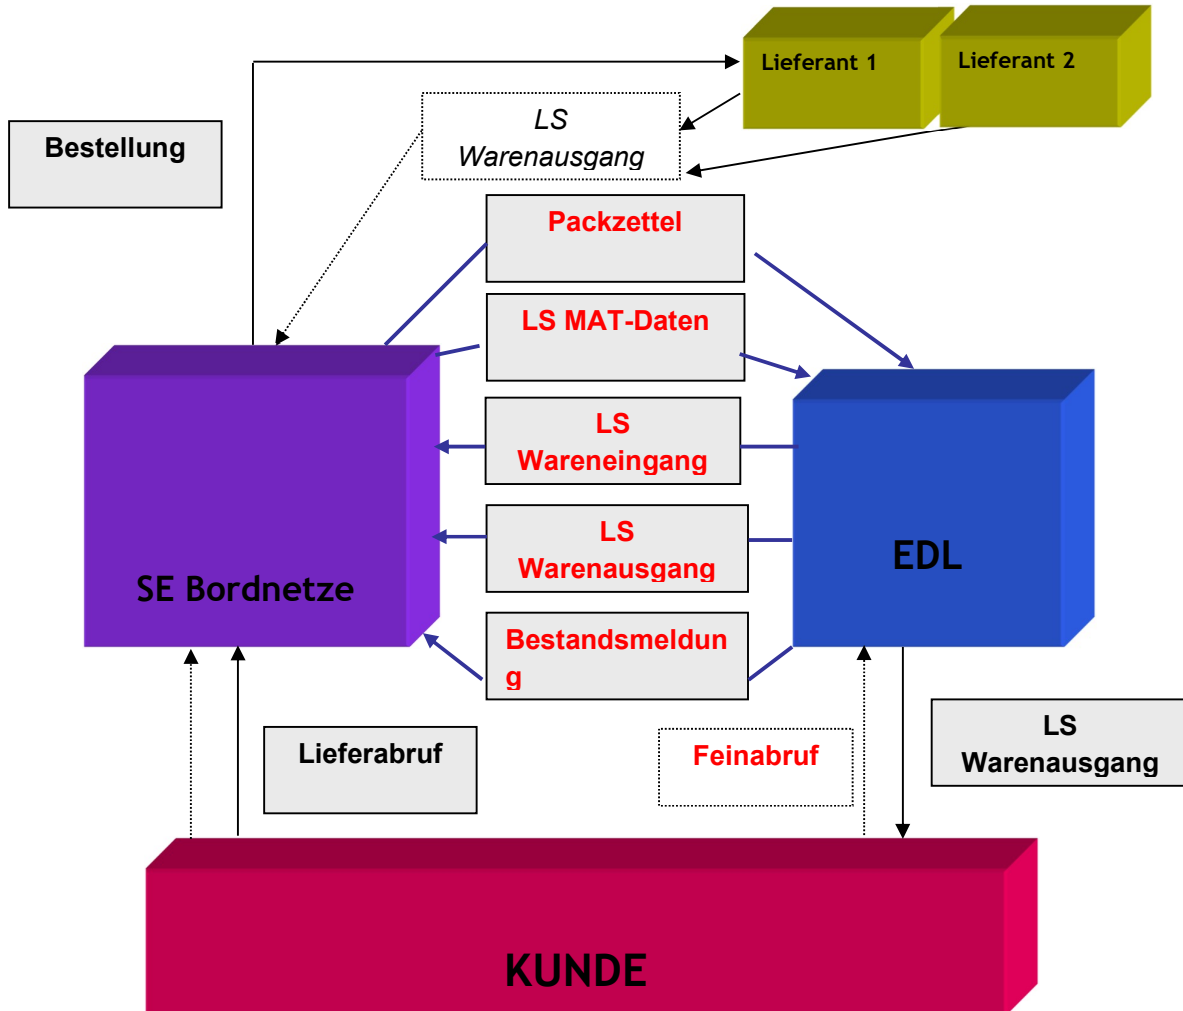 Lieferant 1
Lieferant 2
LS
Warenausgang
Bestellung
Packzettel
LS MAT-Daten
LS
Wareneingang
LS
Warenausgang
EDL
SE Bordnetze
Bestandsmeldun
g
Lieferabruf
Feinabruf
LS
Warenausgang
KUNDE